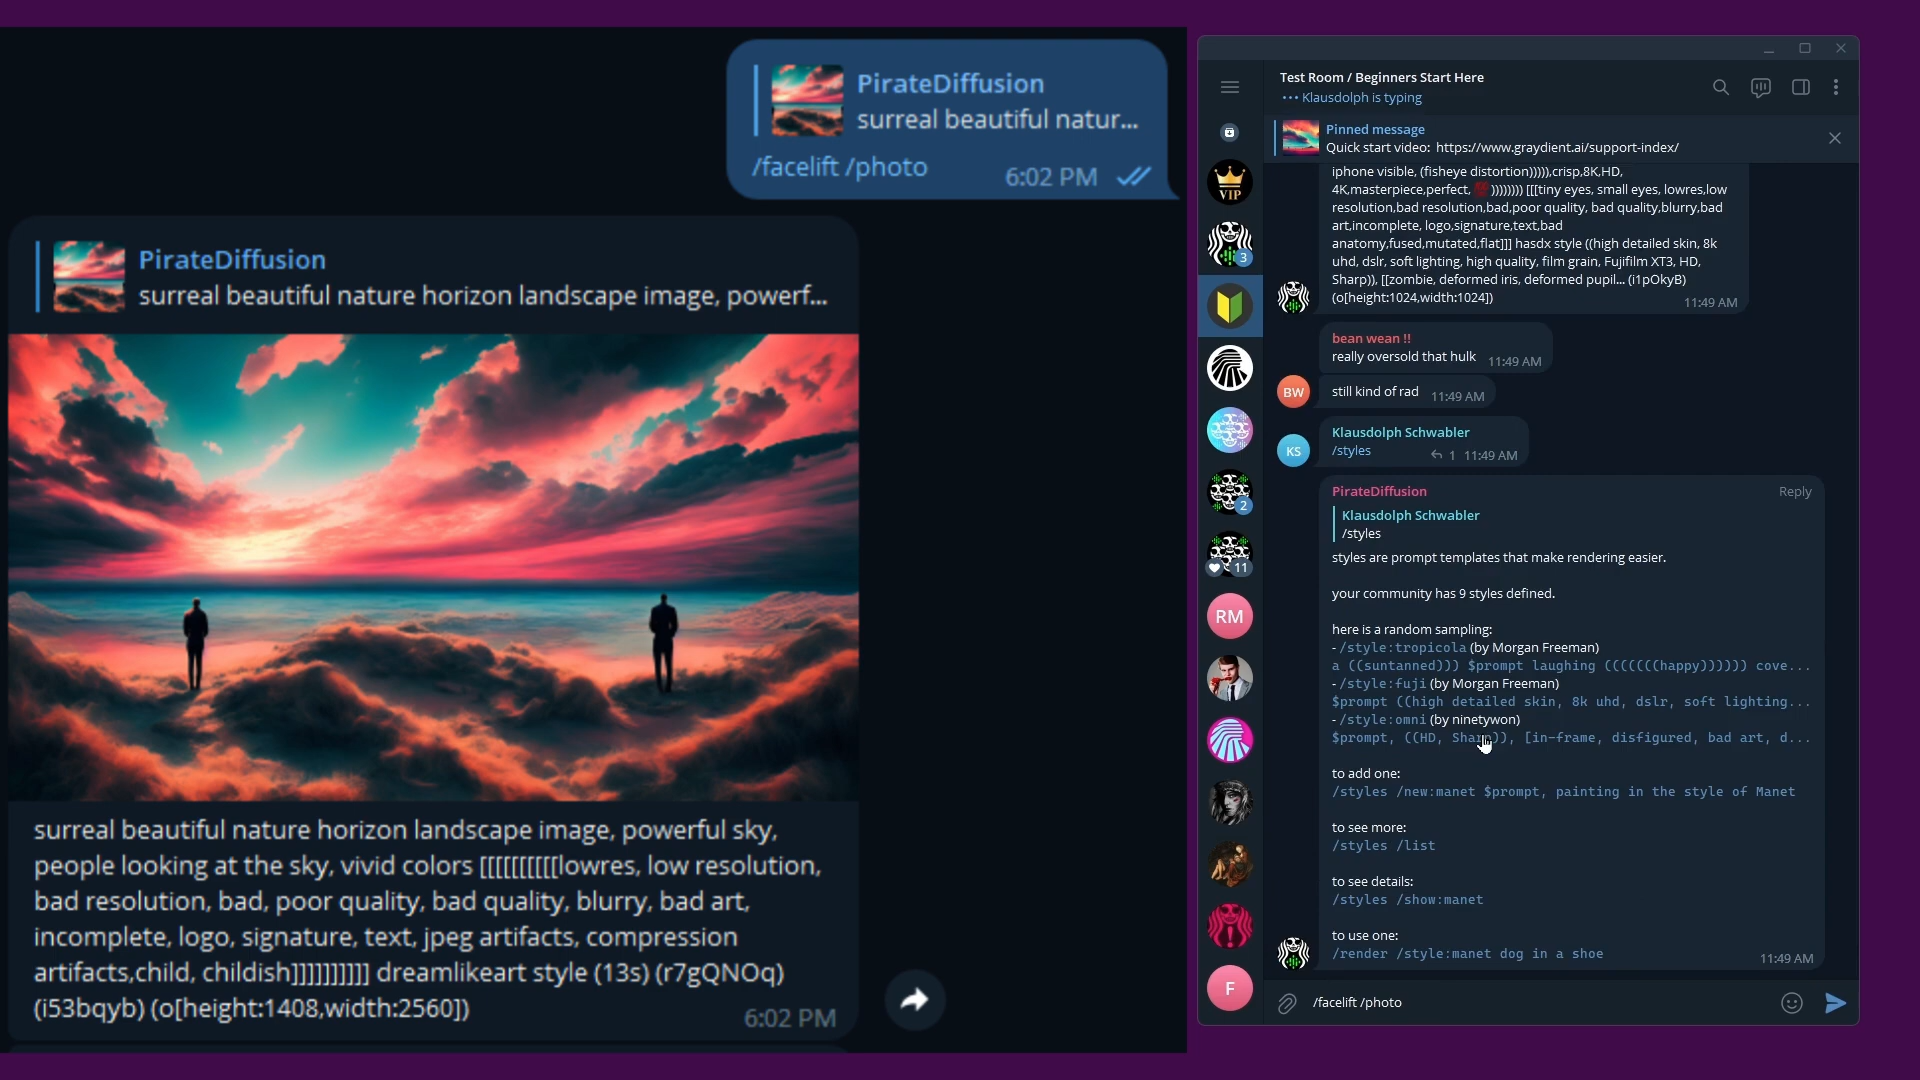 PirateDiffusion
surreal beautiful natur...
/facelift /photo
6:02 PM
PirateDiffusion
surreal beautiful nature horizon landscape image, powerf...
surreal beautiful nature horizon landscape image, powerful sky,
people looking at the sky, vivid colors [[[[[[[[[[lowres, low resolution,
bad resolution, bad, poor quality, bad quality, blurry, bad art,
incomplete, logo, signature, text, jpeg artifacts, compression
artifacts,child, childish]]]]]]]]]] dreamlikeart style (13s) (r7gQNOq)
(i53bqyb) (o[height:1408,width:2560])
6:02 PM
Test Room / Beginners Start Here
Klausdolph is typing
Pinned message
Quick start video: https://www.graydient.ai/support-index/
VIP
3
2
11
RM
F
iphone visible, (fisheye distortion))))),crisp,8K,HD,
4K,masterpiece,perfect, 💯)))))))) [[[tiny eyes, small eyes, lowres,low
resolution,bad resolution,bad,poor quality, bad quality,blurry,bad
art,incomplete, logo,signature,text,bad
anatomy,fused,mutated,flat]]] hasdx style ((high detailed skin, 8k
uhd, dslr, soft lighting, high quality, film grain, Fujifilm XT3, HD,
Sharp)), [[zombie, deformed iris, deformed pupil... (i1pOkyB)
(o[height:1024,width:1024])
11:49 AM
bean wean !!
really oversold that hulk 11:49 AM
BW
still kind of rad 11:49 AM
Klausdolph Schwabler
KS
/styles
1 11:49 AM
PirateDiffusion Reply
Klausdolph Schwabler
/styles
styles are prompt templates that make rendering easier.
your community has 9 styles defined.
here is a random sampling:
- /style:tropicola (by Morgan Freeman)
a ((suntanned))) $prompt laughing (((((((happy)))))) cove...
- /style:fuji (by Morgan Freeman)
$prompt ((high detailed skin, 8k uhd, dslr, soft lighting...
- /style:omni (by ninetywon)
$prompt, ((HD, Sharp)), [in-frame, disfigured, bad art, d...
to add one:
/styles /new:manet $prompt, painting in the style of Manet
to see more:
/styles /list
to see details:
/styles /show:manet
to use one:
/render /style:manet dog in a shoe
11:49 AM
/facelift /photo